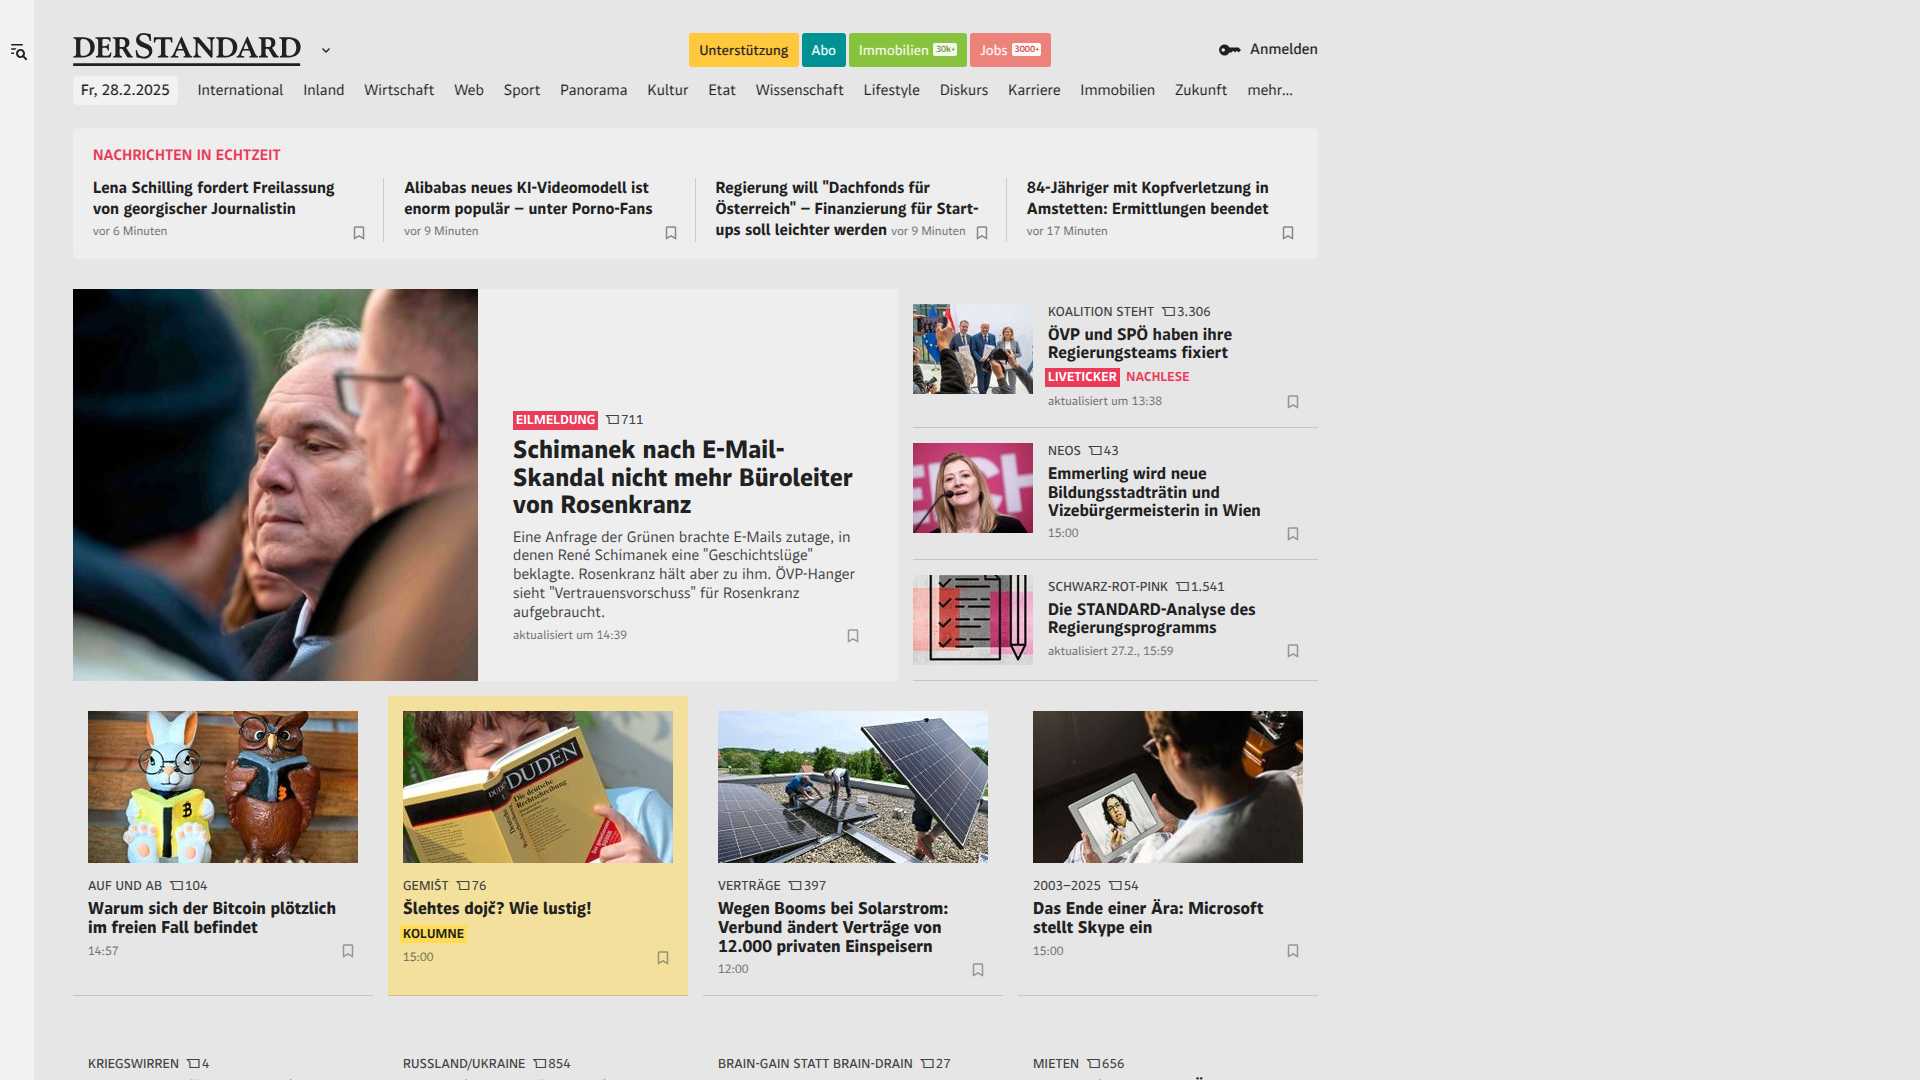 DERSTANDARD
Unterstützung
Abo
Immobilien 30k+
Jobs 3000+
Anmelden
Fr, 28.2.2025
International
Inland
Wirtschaft
Web
Sport
Panorama
Kultur
Etat
Wissenschaft
Lifestyle
Diskurs
Karriere
Immobilien
Zukunft
mehr...
NACHRICHTEN IN ECHTZEIT
Lena Schilling fordert Freilassung
von georgischer Journalistin
vor 6 Minuten
Alibabas neues KI-Videomodell ist
enorm populär – unter Porno-Fans
vor 9 Minuten
Regierung will "Dachfonds für
Österreich" – Finanzierung für Start-
ups soll leichter werden vor 9 Minuten
84-Jähriger mit Kopfverletzung in
Amstetten: Ermittlungen beendet
vor 17 Minuten
EILMELDUNG 711
Schimanek nach E-Mail-
Skandal nicht mehr Büroleiter
von Rosenkranz
Eine Anfrage der Grünen brachte E-Mails zutage, in
denen René Schimanek eine "Geschichtslüge"
beklagte. Rosenkranz hält aber zu ihm. ÖVP-Hanger
sieht "Vertrauensvorschuss" für Rosenkranz
aufgebraucht.
aktualisiert um 14:39
KOALITION STEHT 3.306
ÖVP und SPÖ haben ihre
Regierungsteams fixiert
LIVETICKER NACHLESE
aktualisiert um 13:38
NEOS 43
Emmerling wird neue
Bildungsstadträtin und
Vizebürgermeisterin in Wien
15:00
SCHWARZ-ROT-PINK 1.541
Die STANDARD-Analyse des
Regierungsprogramms
aktualisiert 27.2., 15:59
AUF UND AB 104
Warum sich der Bitcoin plötzlich
im freien Fall befindet
14:57
DUDEN
Die deutsche
Rechtschreibung
GEMIŠT 76
Šlehtes dojč? Wie lustig!
KOLUMNE
15:00
VERTRÄGE 397
Wegen Booms bei Solarstrom:
Verbund ändert Verträge von
12.000 privaten Einspeisern
12:00
2003–2025 54
Das Ende einer Ära: Microsoft
stellt Skype ein
15:00
KRIEGSWIRREN 4
RUSSLAND/UKRAINE 854
BRAIN-GAIN STATT BRAIN-DRAIN 27
MIETEN 656